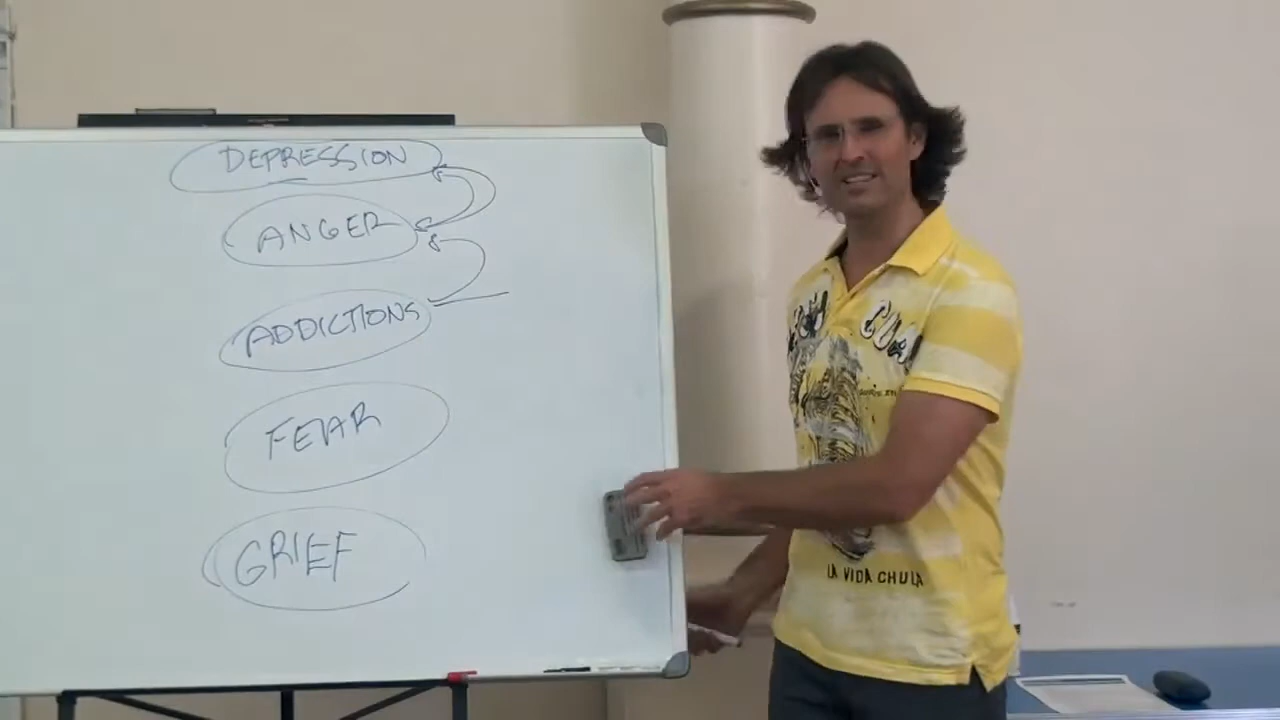 DEPRESSION
ANGER
ADDICTIONS
FEAR
GRIEF
LA VIDA CHULA